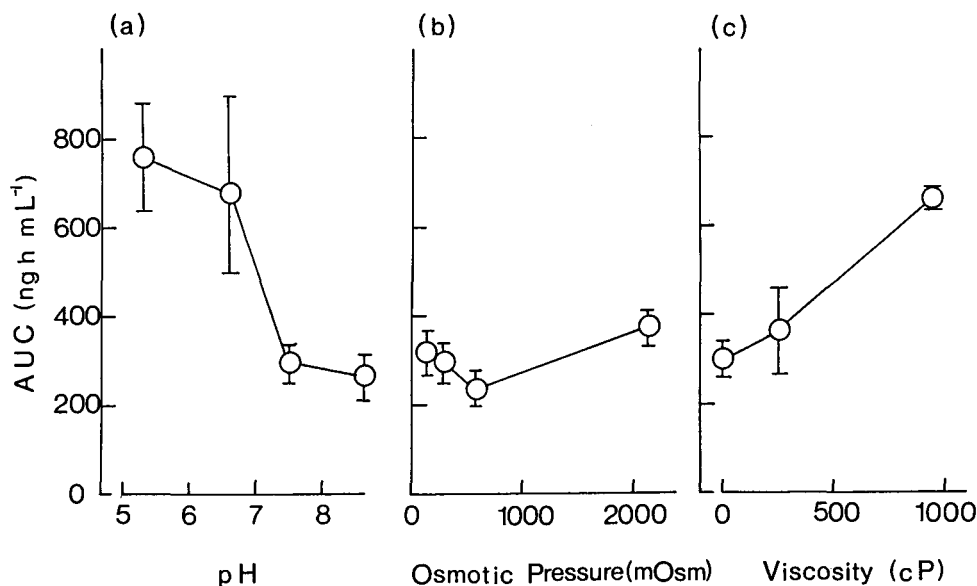 (a) (b) (c)
AUC (ng h mL⁻¹)
800
600
400
200
0
5 6 7 8
0 1000 2000
0 500 1000
pH
Osmotic Pressure(mOsm)
Viscosity (cP)